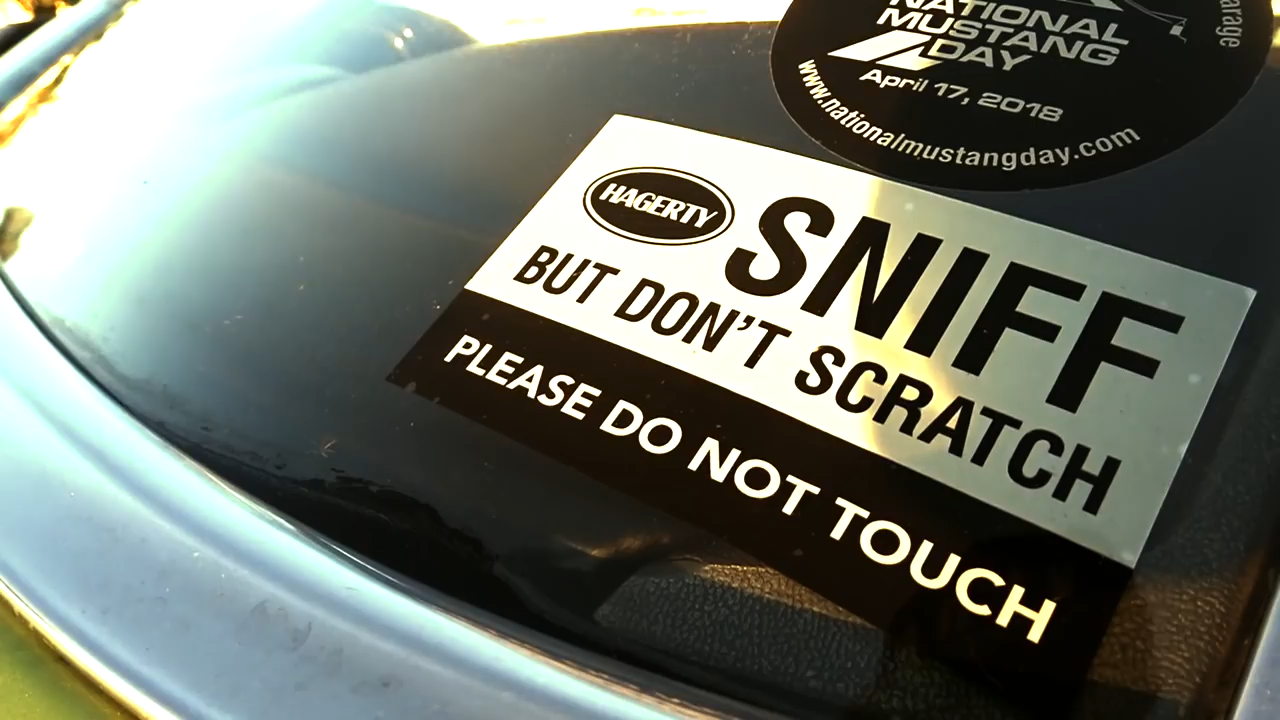 NATIONAL
MUSTANG
DAY
April 17, 2018
www.nationalmustangday.com
HAGERTY
SNIFF
BUT DON'T SCRATCH
PLEASE DO NOT TOUCH